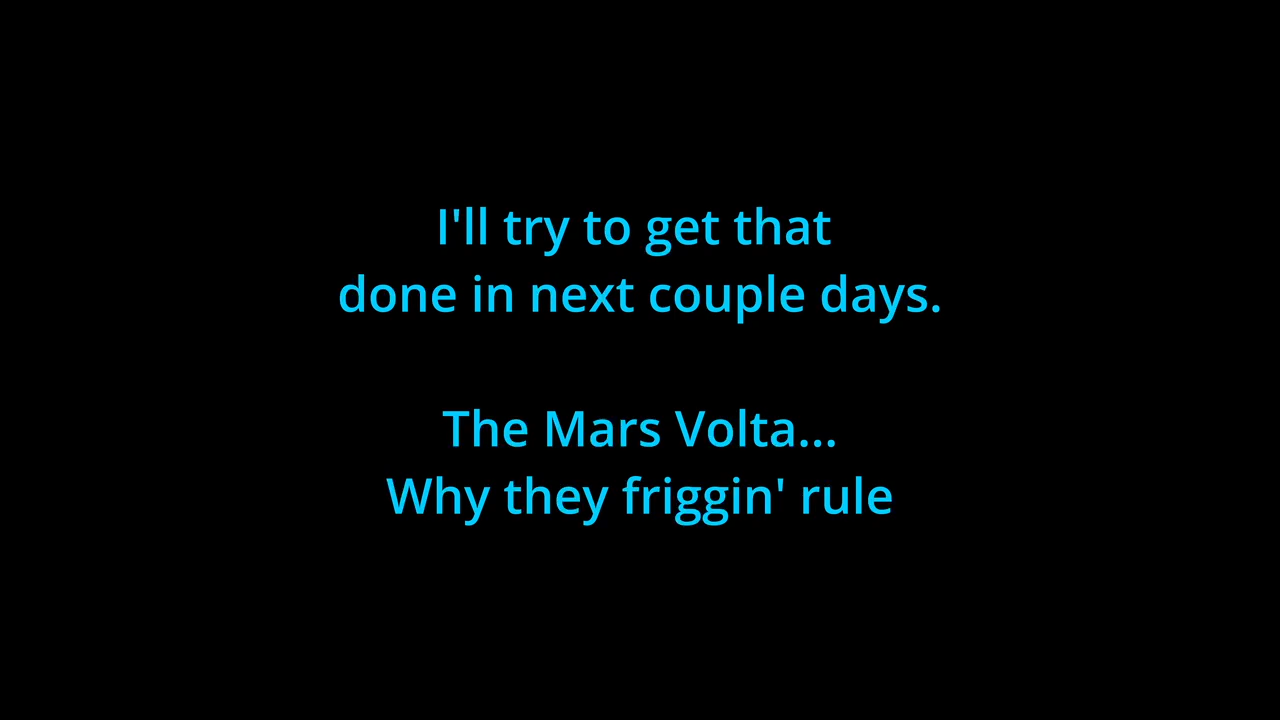 I'll try to get that
done in next couple days.
The Mars Volta...
Why they friggin' rule